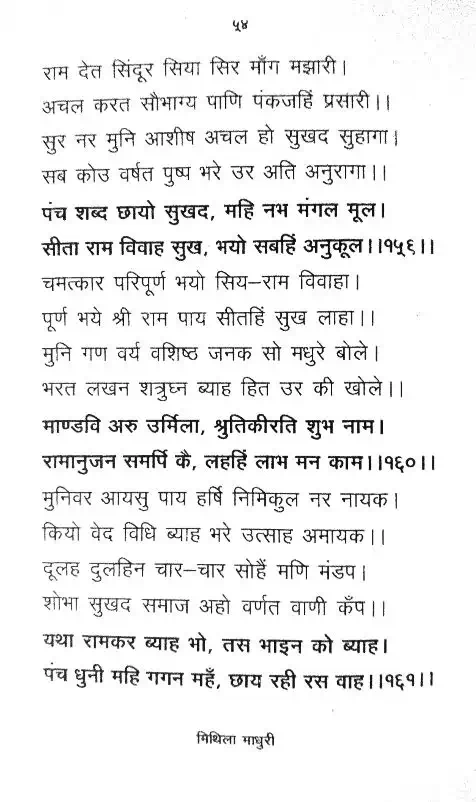 ५४
राम देत सिंदूर सिया सिर माँग मझारी।
अचल करत सौभाग्य पाणि पंकजहिं प्रसारी।।
सुर नर मुनि आशीष अचल हो सुखद सुहागा।
सब कोउ वर्षत पुष्प भरे उर अति अनुरागा।।
पंच शब्द छायो सुखद, महि नभ मंगल मूल।
सीता राम विवाह सुख, भयो सबहिं अनुकूल।।१५६।।
चमत्कार परिपूर्ण भयो सिय–राम विवाहा।
पूर्ण भये श्री राम पाय सीतहिं सुख लाहा।।
मुनि गण वर्य वशिष्ठ जनक सो मधुरे बोले।
भरत लखन शत्रुघ्न ब्याह हित उर की खोले।।
माण्डवि अरु उर्मिला, श्रुतिकीरति शुभ नाम।
रामानुजन समर्पि कै, लहहिं लाभ मन काम।।१६०।।
मुनिवर आयसु पाय हर्षि निमिकुल नर नायक।
कियो वेद विधि ब्याह भरे उत्साह अमायक।।
दूलह दुलहिन चार–चार सोहैं मणि मंडप।
शोभा सुखद समाज अहो वर्णत वाणी कँप।।
यथा रामकर ब्याह भो, तस भाइन को ब्याह।
पंच धुनी महि गगन महँ, छाय रही रस वाह।।१६१।।
मिथिला माधुरी